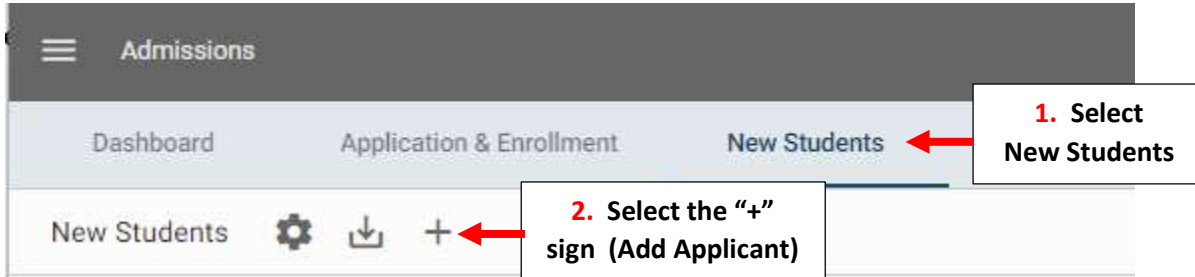 Admissions
Dashboard Application & Enrollment New Students
1. Select
New Students
New Students +
2. Select the “+”
sign (Add Applicant)